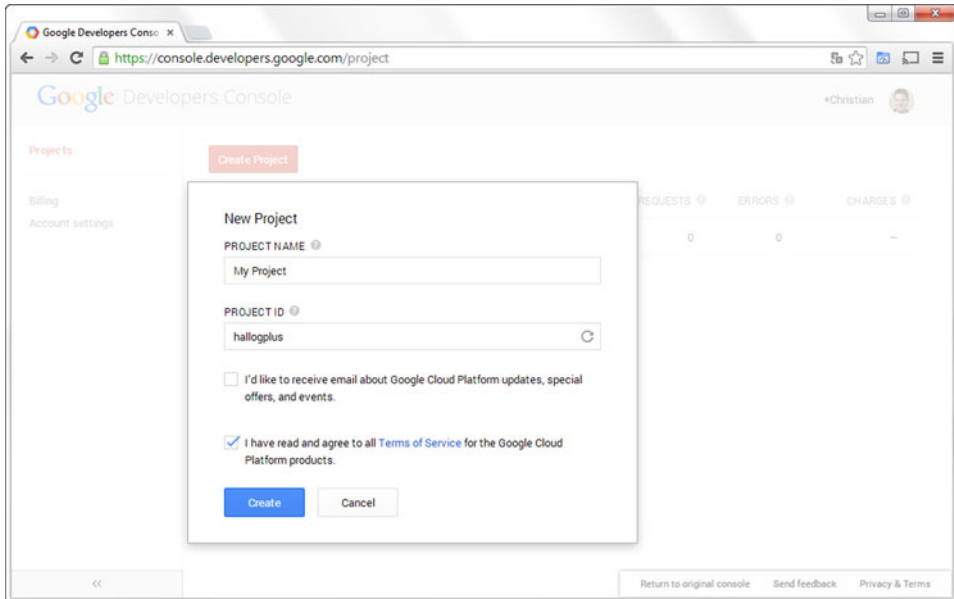 Google Developers Conso
https://console.developers.google.com/project
Google Developers Console
+Christian
Projects
Create Project
Billing
Account settings
REQUESTS
ERRORS
CHARGES
0
0
–
New Project
PROJECT NAME
My Project
PROJECT ID
hallogplus
I'd like to receive email about Google Cloud Platform updates, special
offers, and events.
I have read and agree to all Terms of Service for the Google Cloud
Platform products.
Create
Cancel
<<
Return to original console
Send feedback
Privacy & Terms